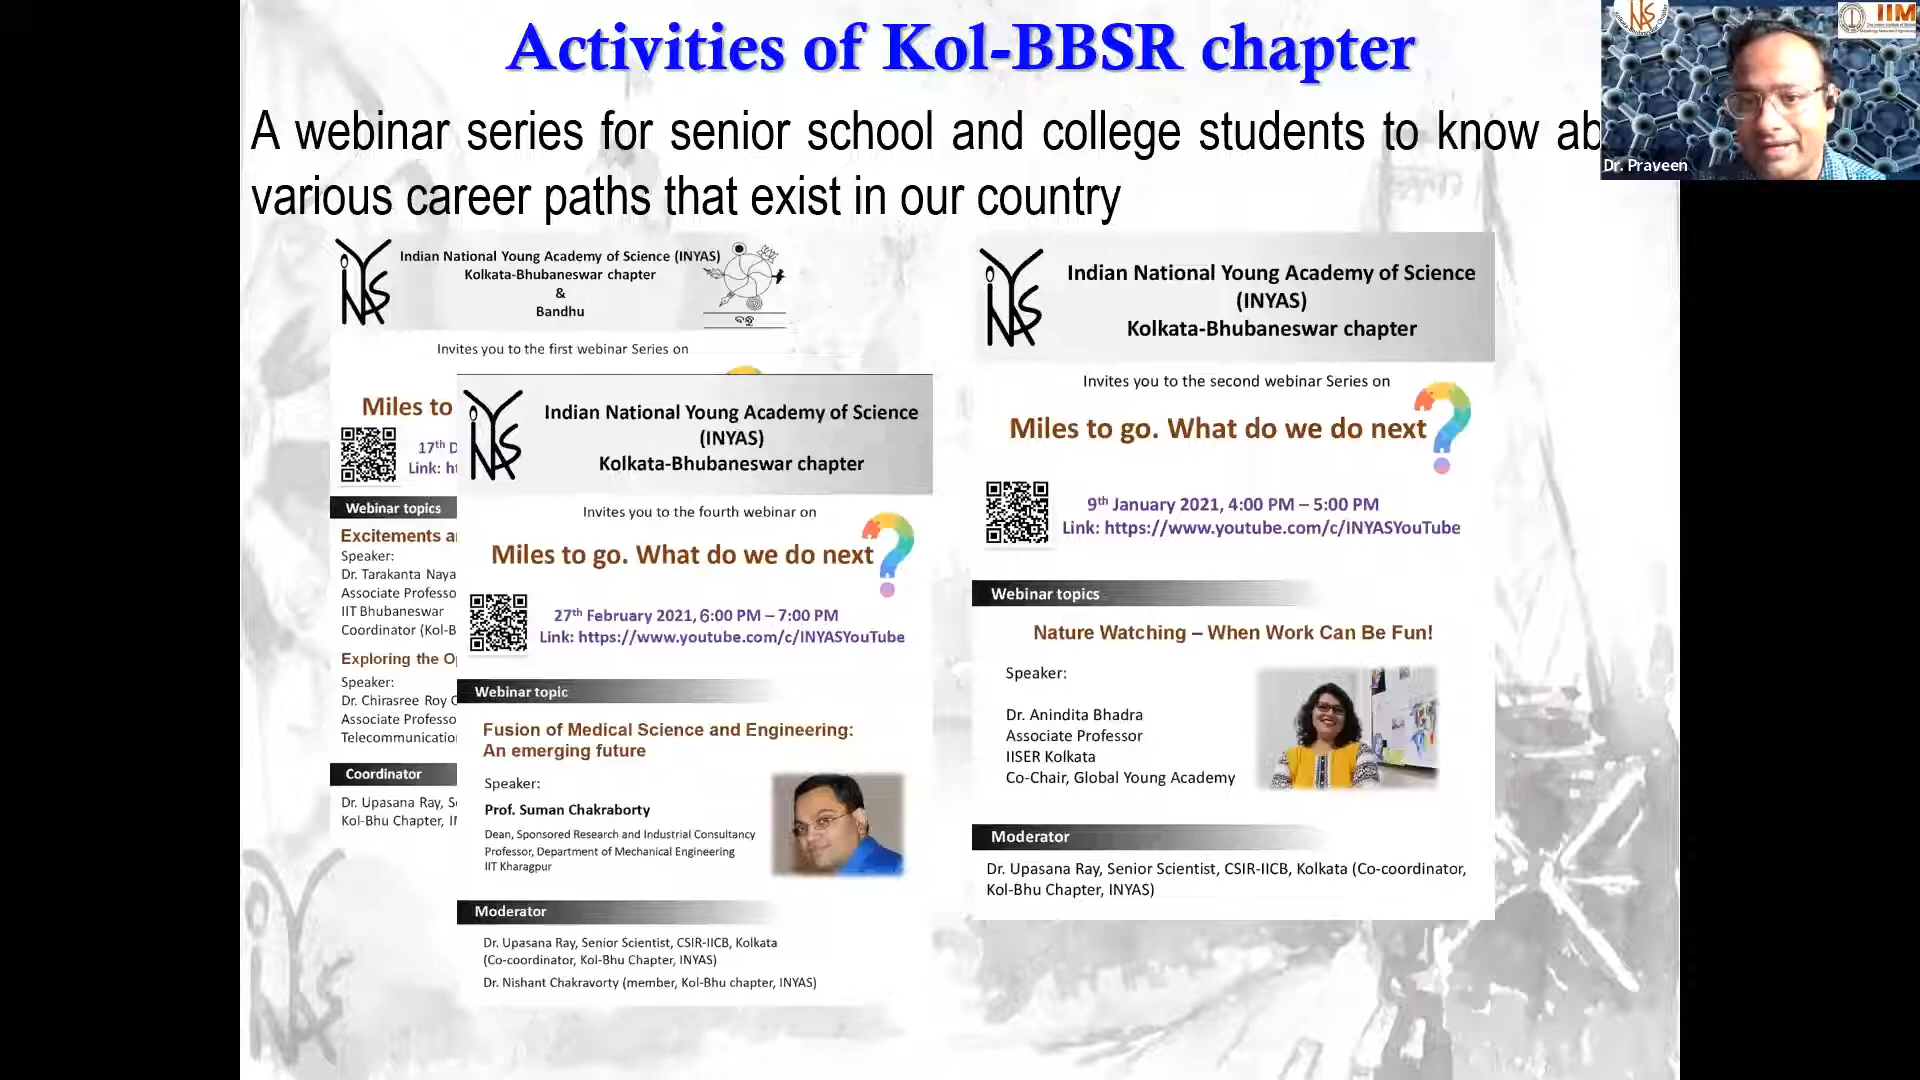 Activities of Kol-BBSR chapter
A webinar series for senior school and college students to know ab
various career paths that exist in our country
IIM
Dr. Praveen
Indian National Young Academy of Science (INYAS)
Kolkata-Bhubaneswar chapter
&
Bandhu
ବନ୍ଧୁ
Invites you to the first webinar Series on
Miles to
17th D
Link: ht
Webinar topics
Excitements a
Speaker:
Dr. Tarakanta Naya
Associate Professo
IIT Bhubaneswar
Coordinator (Kol-B
Exploring the Op
Speaker:
Dr. Chirasree Roy C
Associate Professo
Telecommunication
Coordinator
Dr. Upasana Ray, S
Kol-Bhu Chapter, I
INYAS
Indian National Young Academy of Science
(INYAS)
Kolkata-Bhubaneswar chapter
Invites you to the fourth webinar on
Miles to go. What do we do next?
27th February 2021, 6:00 PM – 7:00 PM
Link: https://www.youtube.com/c/INYASYouTube
Webinar topic
Fusion of Medical Science and Engineering:
An emerging future
Speaker:
Prof. Suman Chakraborty
Dean, Sponsored Research and Industrial Consultancy
Professor, Department of Mechanical Engineering
IIT Kharagpur
Moderator
Dr. Upasana Ray, Senior Scientist, CSIR-IICB, Kolkata
(Co-coordinator, Kol-Bhu Chapter, INYAS)
Dr. Nishant Chakravorty (member, Kol-Bhu chapter, INYAS)
INYAS
Indian National Young Academy of Science
(INYAS)
Kolkata-Bhubaneswar chapter
Invites you to the second webinar Series on
Miles to go. What do we do next?
9th January 2021, 4:00 PM – 5:00 PM
Link: https://www.youtube.com/c/INYASYouTube
Webinar topics
Nature Watching – When Work Can Be Fun!
Speaker:
Dr. Anindita Bhadra
Associate Professor
IISER Kolkata
Co-Chair, Global Young Academy
Moderator
Dr. Upasana Ray, Senior Scientist, CSIR-IICB, Kolkata (Co-coordinator,
Kol-Bhu Chapter, INYAS)